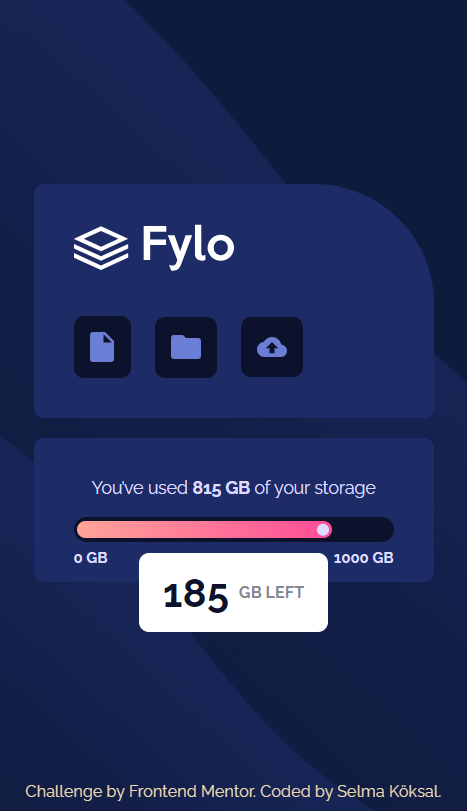 Fylo
You've used 815 GB of your storage
0 GB
1000 GB
185 GB LEFT
Challenge by Frontend Mentor. Coded by Selma Köksal.